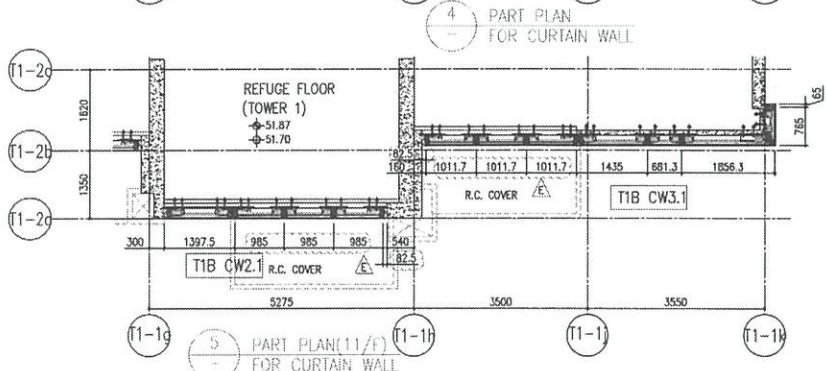 4 PART PLAN
FOR CURTAIN WALL
T1-2c
REFUGE FLOOR
(TOWER 1)
51.87
51.70
1620
T1-2b
1350
T1-2a
65
765
82
160 1011.7 1011.7 1011.7 1435 681.3 1856.3
R.C. COVER E T1B CW3.1
300 1397.5 985 985 985 540
82.5
T1B CW2.1 R.C. COVER E
5275 3500 3550
T1-1g T1-1h T1-1j T1-1k
5 PART PLAN(11/F)
FOR CURTAIN WALL